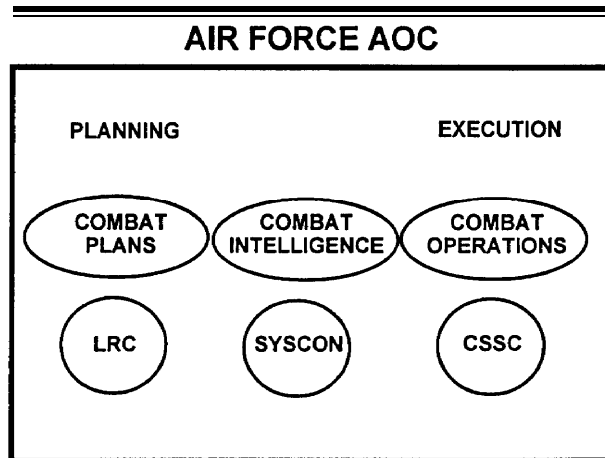 AIR FORCE AOC
PLANNING
EXECUTION
COMBAT
PLANS
COMBAT
INTELLIGENCE
COMBAT
OPERATIONS
LRC
SYSCON
CSSC